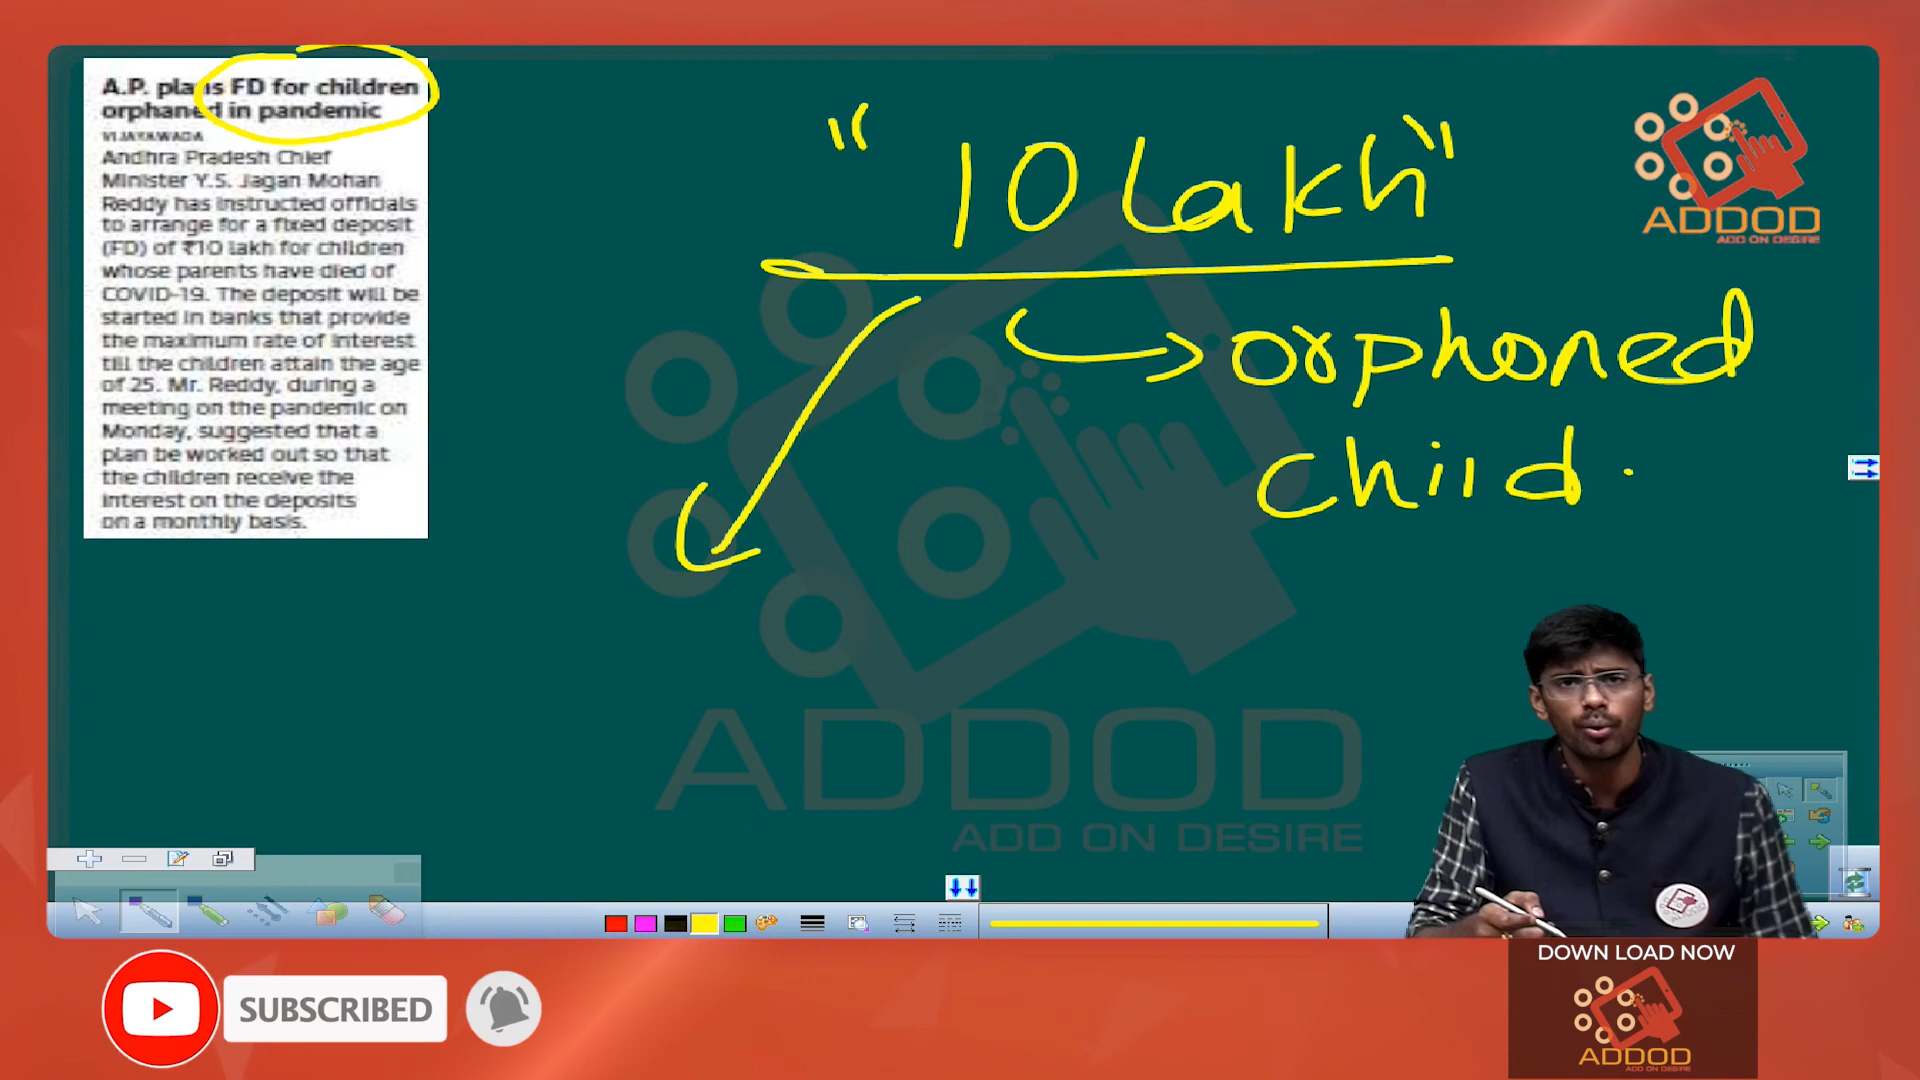 A.P. plans FD for children
orphaned in pandemic
VIJAYAWADA
Andhra Pradesh Chief
Minister Y.S. Jagan Mohan
Reddy has instructed officials
to arrange for a fixed deposit
(FD) of ₹10 lakh for children
whose parents have died of
COVID-19. The deposit will be
started in banks that provide
the maximum rate of interest
till the children attain the age
of 25. Mr. Reddy, during a
meeting on the pandemic on
Monday, suggested that a
plan be worked out so that
the children receive the
interest on the deposits
on a monthly basis.
"10 lakh"
orphoned
child.
ADDOD
ADD ON DESIRE
ADDOD
ADD ON DESIRE
ADDOD
SUBSCRIBED
DOWN LOAD NOW
ADDOD
ADD ON DESIRE